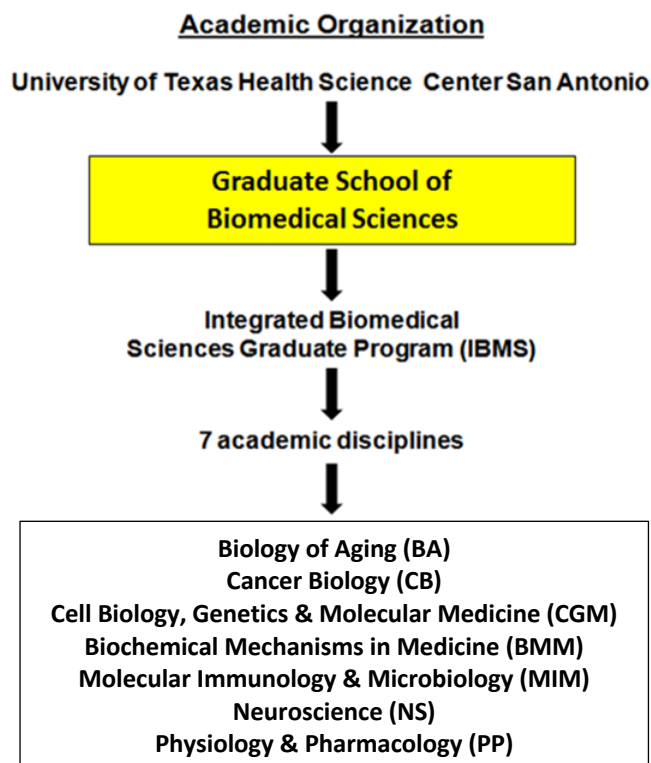 Academic Organization
University of Texas Health Science Center San Antonio
Graduate School of
Biomedical Sciences
Integrated Biomedical
Sciences Graduate Program (IBMS)
7 academic disciplines
Biology of Aging (BA)
Cancer Biology (CB)
Cell Biology, Genetics & Molecular Medicine (CGM)
Biochemical Mechanisms in Medicine (BMM)
Molecular Immunology & Microbiology (MIM)
Neuroscience (NS)
Physiology & Pharmacology (PP)